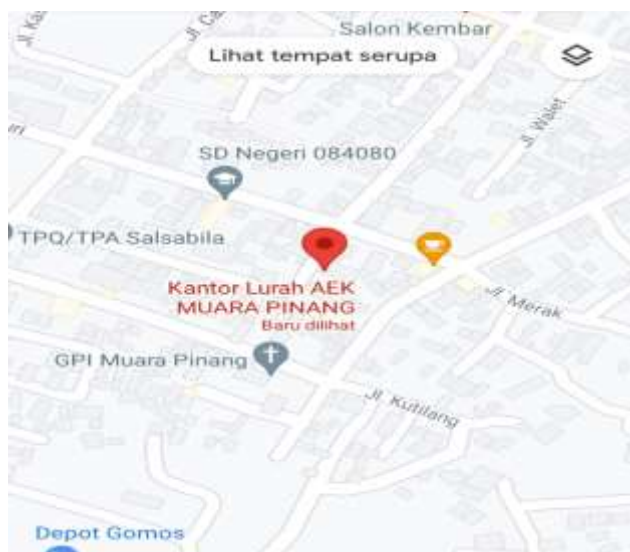 Salon Kembar
Lihat tempat serupa
Jl. Walet
SD Negeri 084080
TPQ/TPA Salsabila
Kantor Lurah AEK
MUARA PINANG
Baru dilihat
Jl. Merak
GPI Muara Pinang
Jl. Kutilang
Depot Gomos